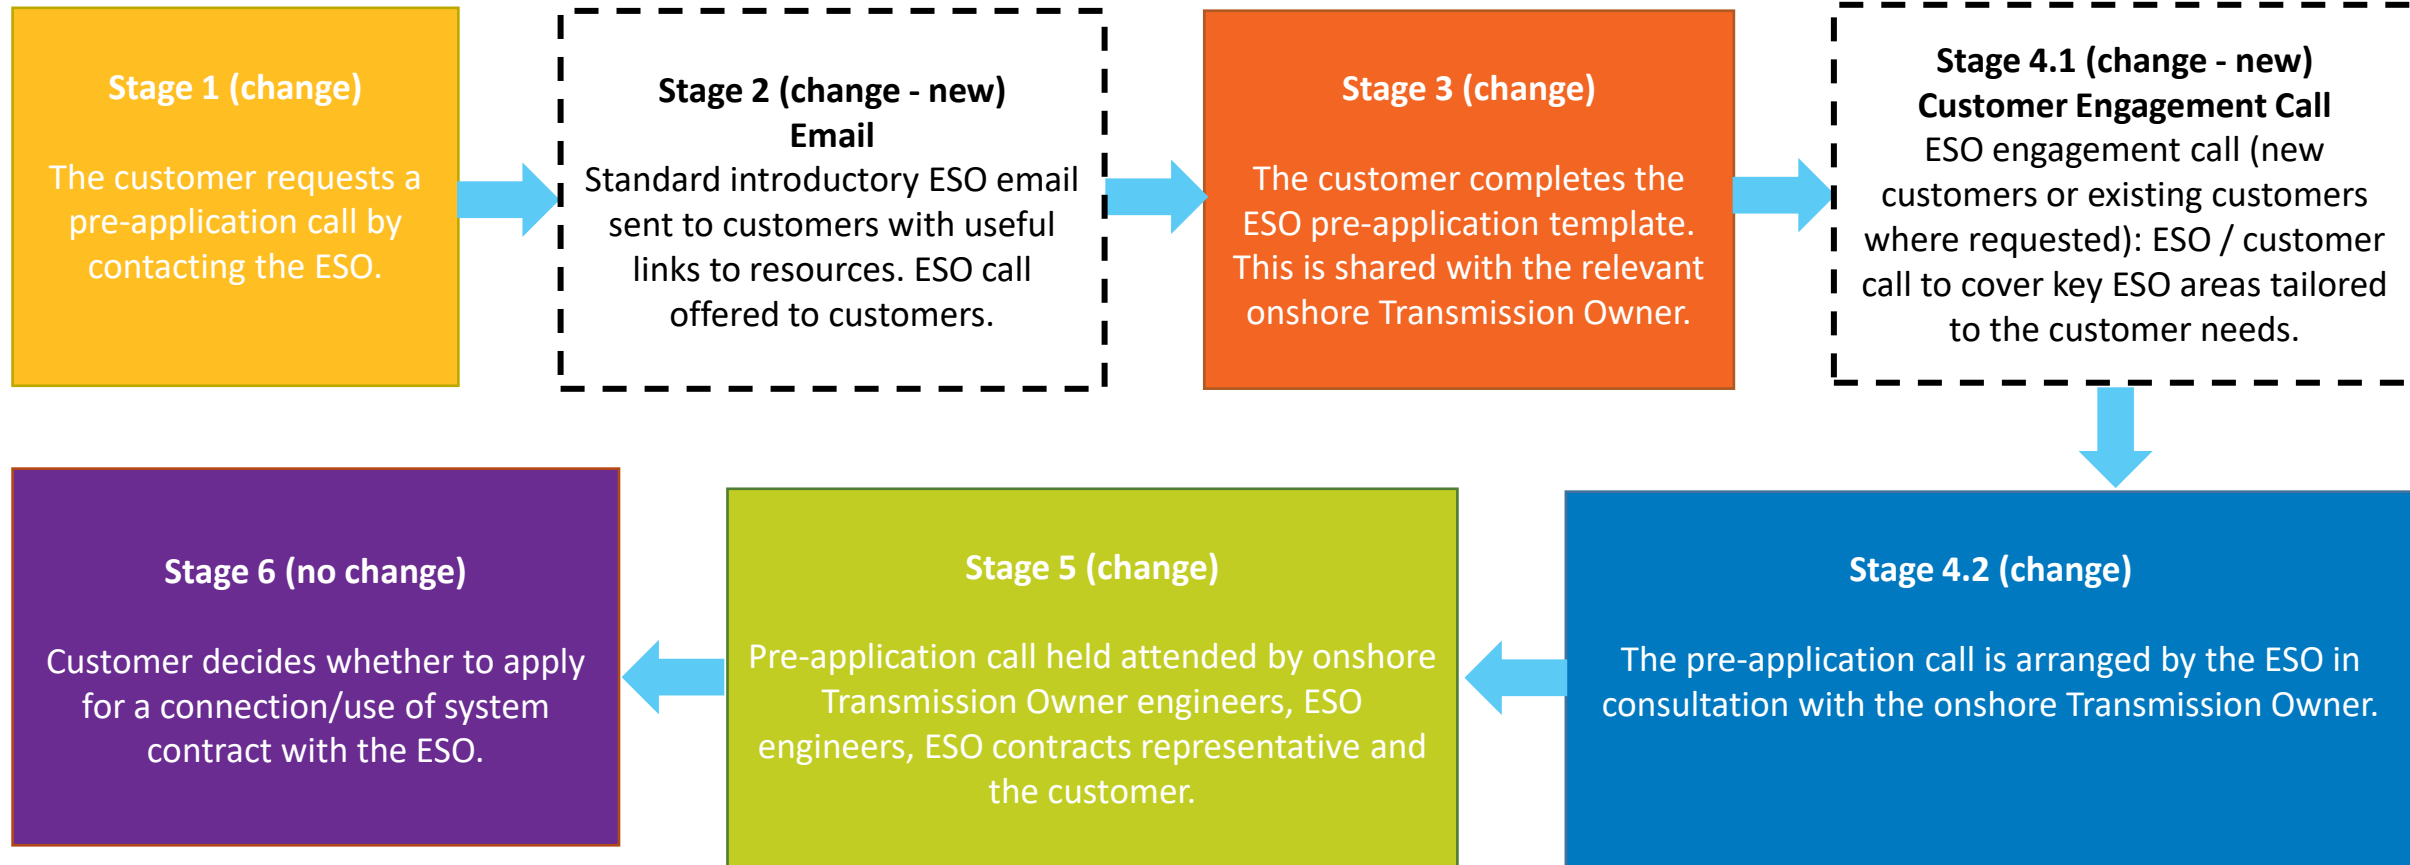 Stage 1 (change)
The customer requests a
pre-application call by
contacting the ESO.
Stage 2 (change - new)
Email
Standard introductory ESO email
sent to customers with useful
links to resources. ESO call
offered to customers.
Stage 3 (change)
The customer completes the
ESO pre-application template.
This is shared with the relevant
onshore Transmission Owner.
Stage 4.1 (change - new)
Customer Engagement Call
ESO engagement call (new
customers or existing customers
where requested): ESO / customer
call to cover key ESO areas tailored
to the customer needs.
Stage 4.2 (change)
The pre-application call is arranged by the ESO in
consultation with the onshore Transmission Owner.
Stage 5 (change)
Pre-application call held attended by onshore
Transmission Owner engineers, ESO
engineers, ESO contracts representative and
the customer.
Stage 6 (no change)
Customer decides whether to apply
for a connection/use of system
contract with the ESO.